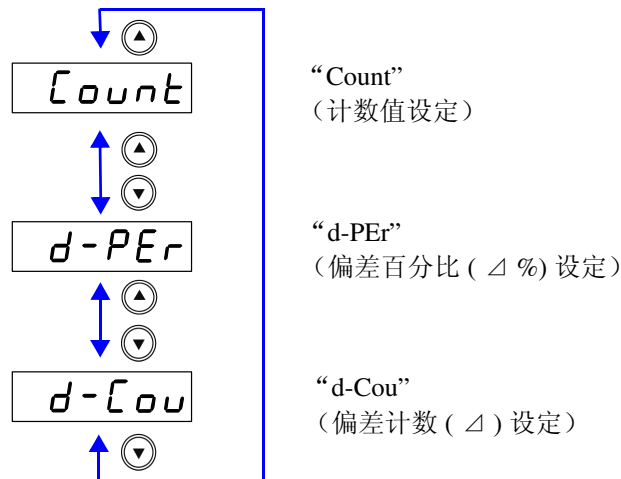 Count
“Count”
（计数值设定）
d-PEr
“d-PEr”
（偏差百分比 ( ⊿ %) 设定）
d-Cou
“d-Cou”
（偏差计数 ( ⊿ ) 设定）